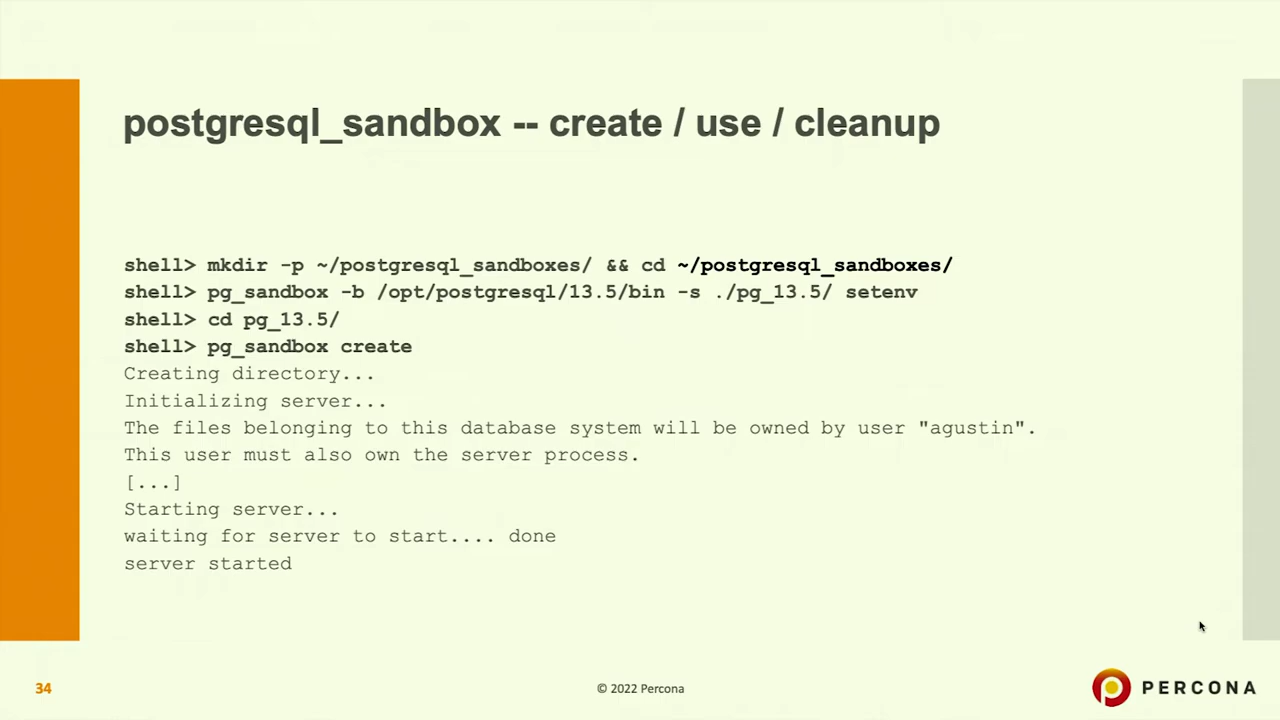 postgresql_sandbox -- create / use / cleanup
shell> mkdir -p ~/postgresql_sandboxes/ && cd ~/postgresql_sandboxes/
shell> pg_sandbox -b /opt/postgresql/13.5/bin -s ./pg_13.5/ setenv
shell> cd pg_13.5/
shell> pg_sandbox create
Creating directory...
Initializing server...
The files belonging to this database system will be owned by user "agustin".
This user must also own the server process.
[...]
Starting server...
waiting for server to start.... done
server started
34
© 2022 Percona
PERCONA